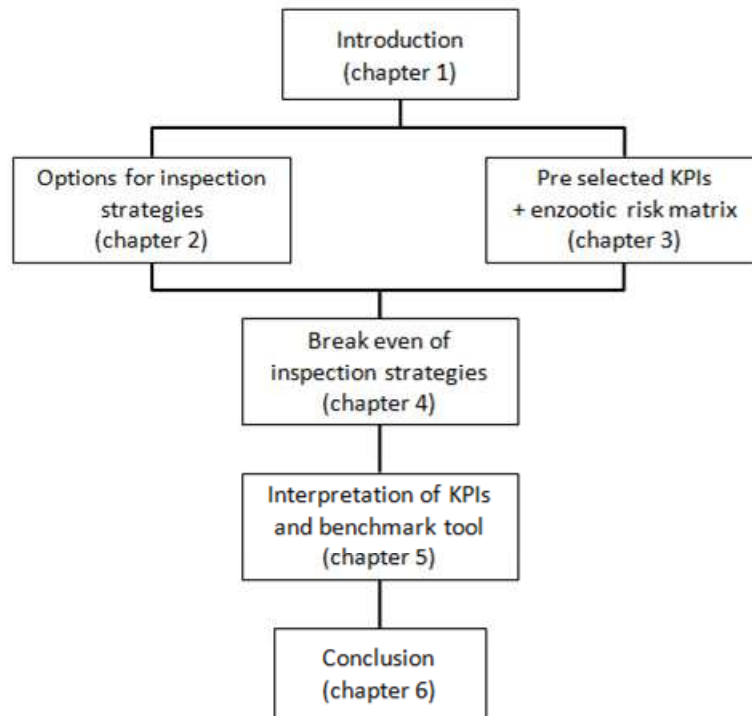 Introduction
(chapter 1)
Options for inspection
strategies
(chapter 2)
Pre selected KPIs
+ enzootic risk matrix
(chapter 3)
Break even of
inspection strategies
(chapter 4)
Interpretation of KPIs
and benchmark tool
(chapter 5)
Conclusion
(chapter 6)